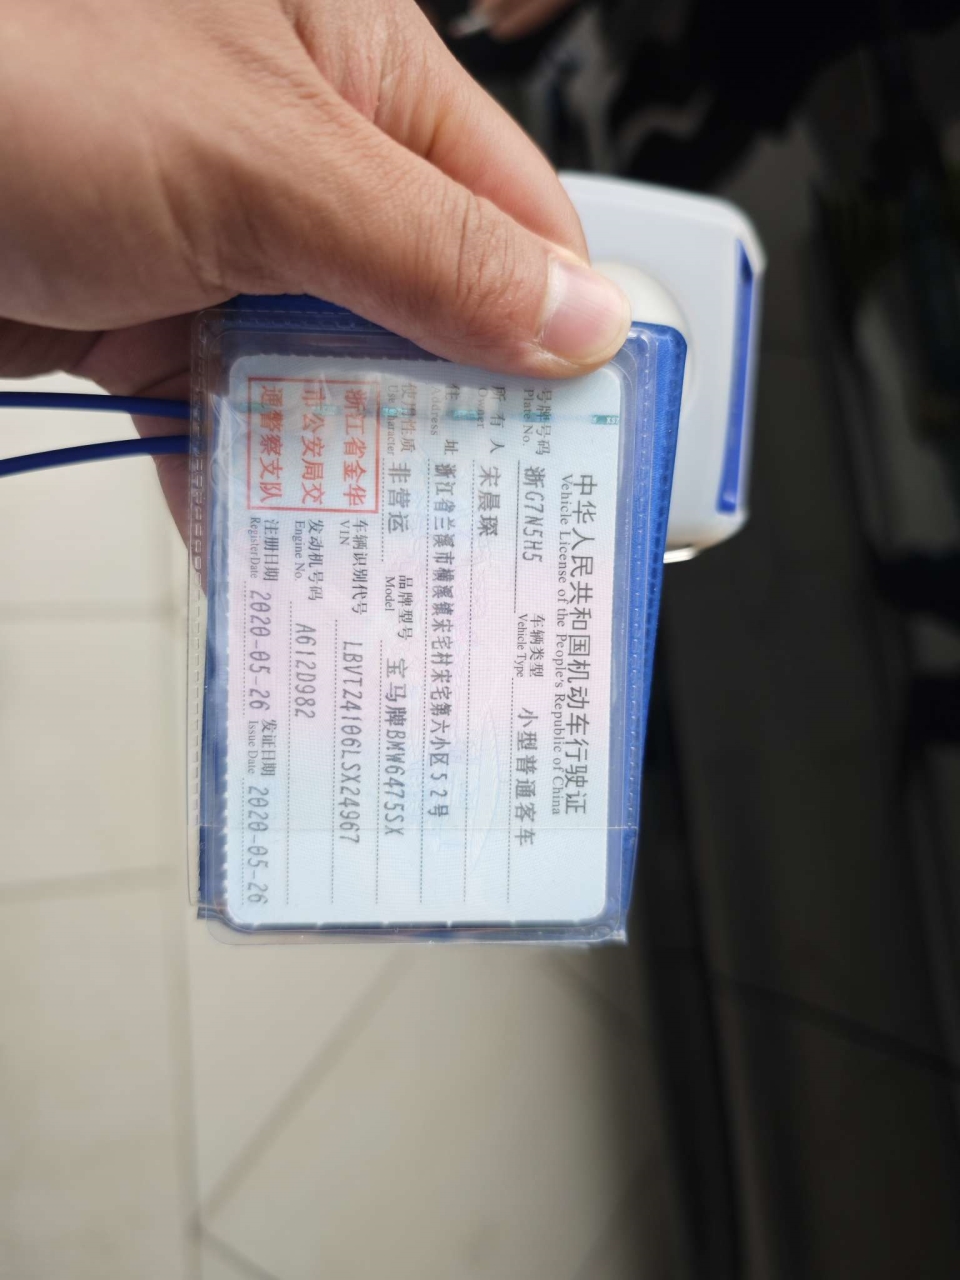 中华人民共和国机动车行驶证
Vehicle License of the People's Republic of China
号牌号码 浙G7N5H5 车辆类型 小型普通客车
Plate No. Vehicle Type
所有人 宋晨瑛
Owner
住址 浙江省兰溪市横溪镇宋宅村宋宅第六小区52号
Address
使用性质 非营运 品牌型号 宝马牌BMW6475SX
Use Character Model
浙江省金华
市公安局交
通警察支队
车辆识别代号 LBVTZ4106LSX24967
VIN
发动机号码 A612D982
Engine No.
注册日期 2020-05-26 发证日期 2020-05-26
Register Date Issue Date